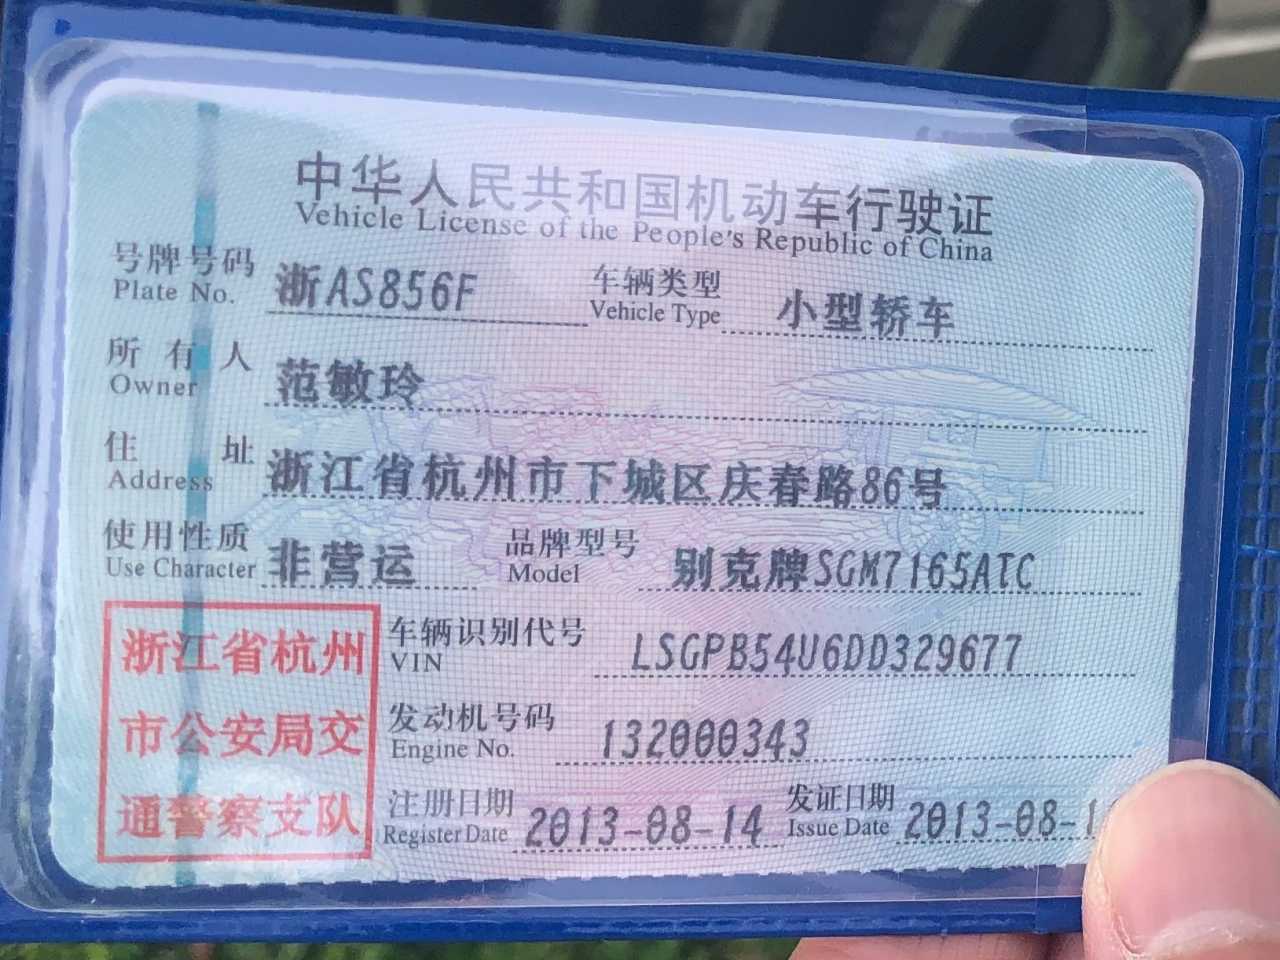 中华人民共和国机动车行驶证
Vehicle License of the People's Republic of China
号牌号码 浙AS856F 车辆类型 小型轿车
Plate No. Vehicle Type
所有人 范敏玲
Owner
住址 浙江省杭州市下城区庆春路86号
Address
使用性质 非营运 品牌型号 别克牌SGM7165ATC
Use Character Model
浙江省杭州
市公安局交
通警察支队
车辆识别代号 LSGPB54U6DD329677
VIN
发动机号码 132000343
Engine No.
注册日期 2013-08-14 发证日期 2013-08-1
Register Date Issue Date